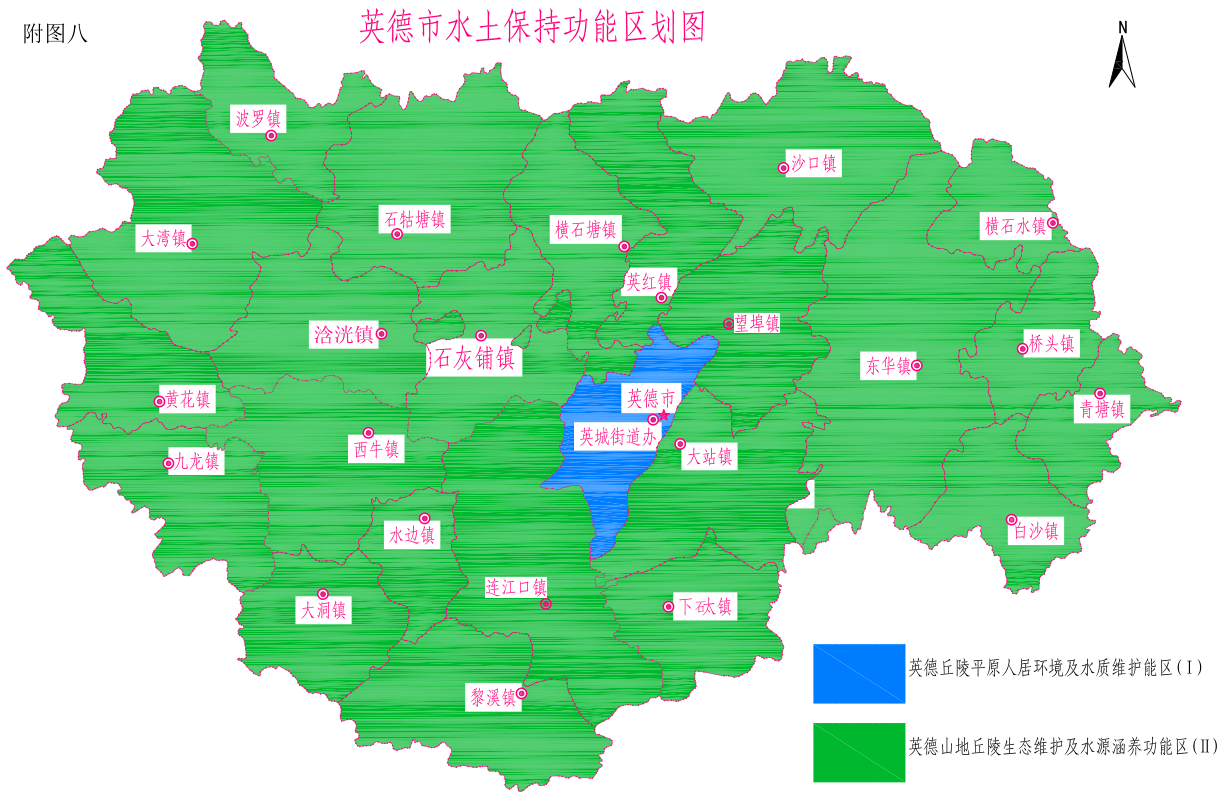 附图八
英德市水土保持功能区划图
N
波罗镇
沙口镇
石牯塘镇
横石塘镇
横石水镇
大湾镇
英红镇
望埠镇
浛洸镇
石灰铺镇
桥头镇
东华镇
黄花镇
英德市
青塘镇
英城街道办
西牛镇
大站镇
九龙镇
水边镇
白沙镇
连江口镇
大洞镇
下石太镇
黎溪镇
英德丘陵平原人居环境及水质维护能区(I)
英德山地丘陵生态维护及水源涵养功能区(II)